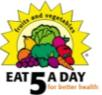 fruits and vegetables
EAT 5 A DAY
for better health